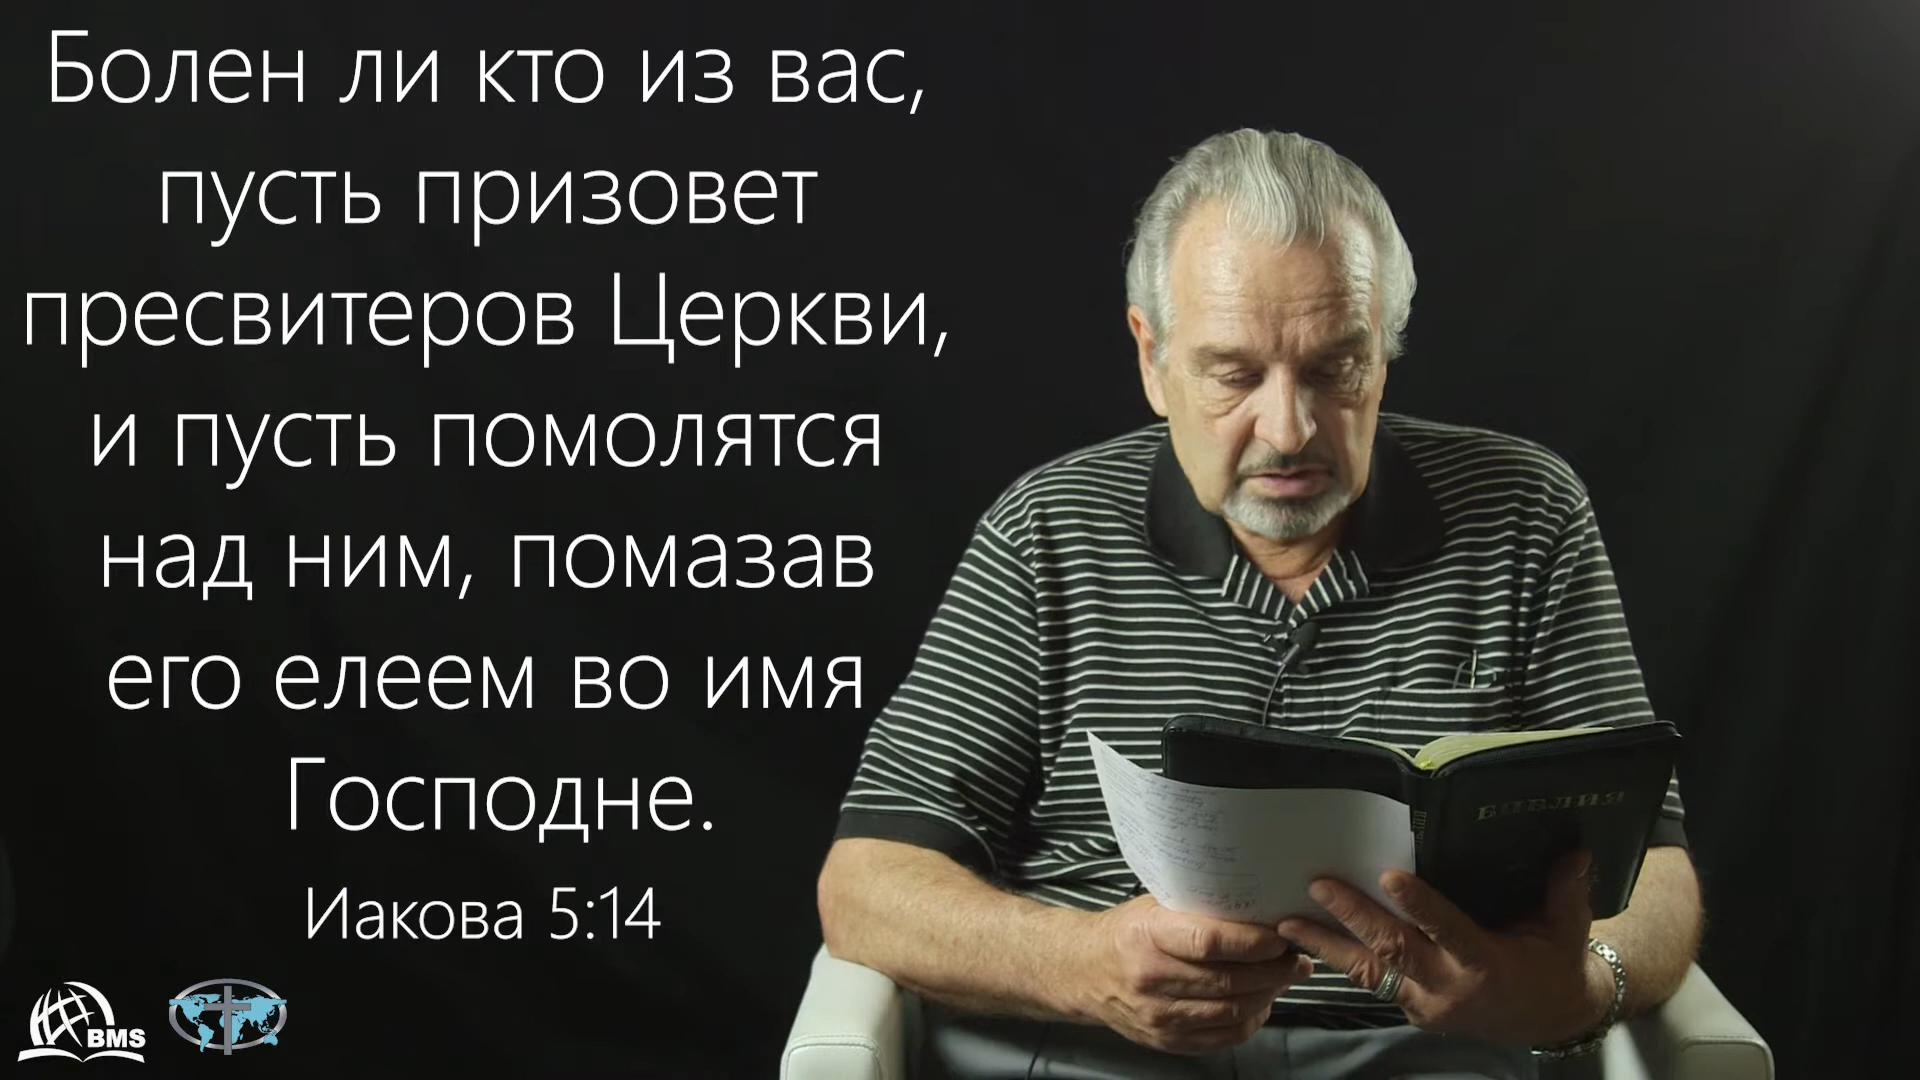 Болен ли кто из вас,
пусть призовет
пресвитеров Церкви,
и пусть помолятся
над ним, помазав
его елеем во имя
Господне.
Иакова 5:14
BMS
БИБЛИЯ